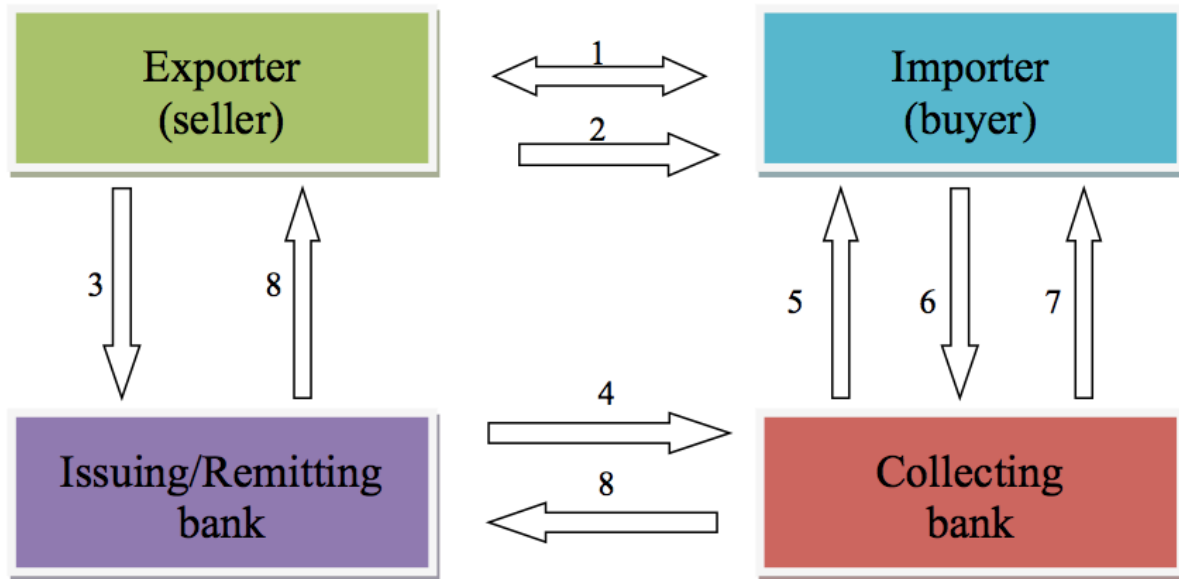 Exporter
(seller)
1
2
Importer
(buyer)
3
8
5
6
7
4
8
Issuing/Remitting
bank
Collecting
bank